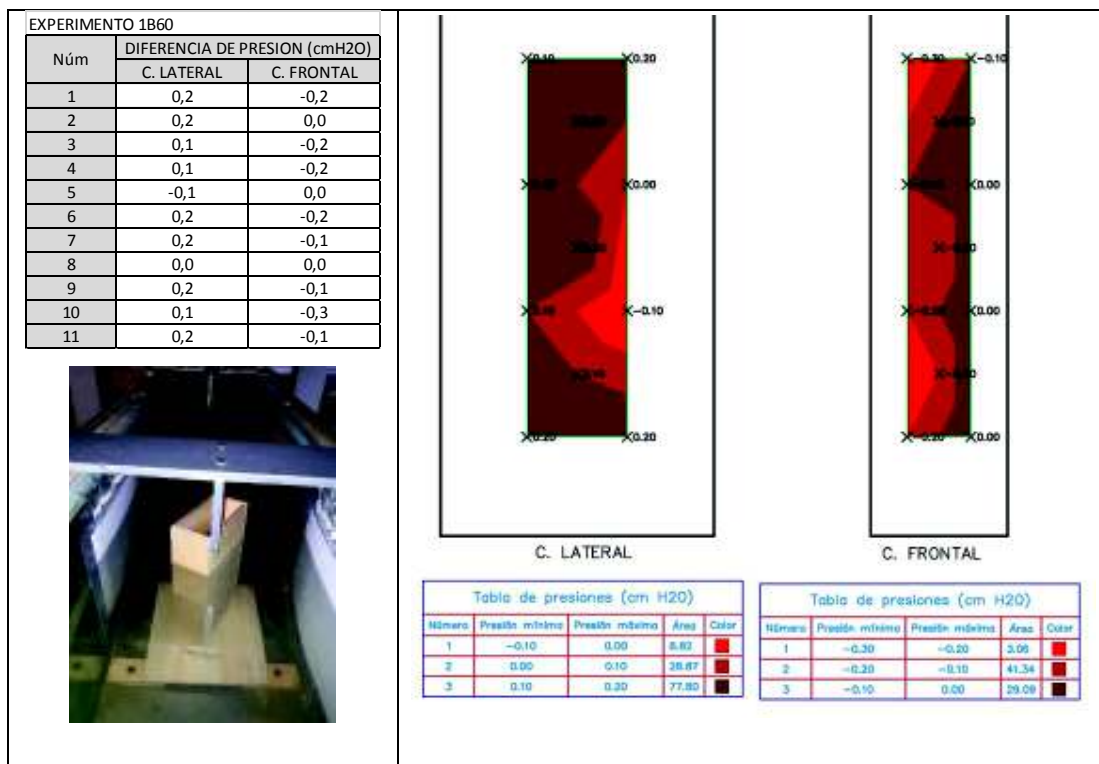 EXPERIMENTO 1B60
Núm DIFERENCIA DE PRESION (cmH2O)
C. LATERAL C. FRONTAL
1 0,2 -0,2
2 0,2 0,0
3 0,1 -0,2
4 0,1 -0,2
5 -0,1 0,0
6 0,2 -0,2
7 0,2 -0,1
8 0,0 0,0
9 0,2 -0,1
10 0,1 -0,3
11 0,2 -0,1
0.20
0.00
-0.10
0.20 0.20
C. LATERAL
-0.10
0.00
0.00
-0.20 0.00
C. FRONTAL
Tabla de presiones (cm H2O)
Número Presión mínima Presión máxima Área Color
1 -0.10 0.00
2 0.00 0.10 28.87
3 0.10 0.20 77.80
Tabla de presiones (cm H2O)
Número Presión mínima Presión máxima Área Color
1 -0.30 -0.20
2 -0.20 -0.10 41.34
3 -0.10 0.00 29.09